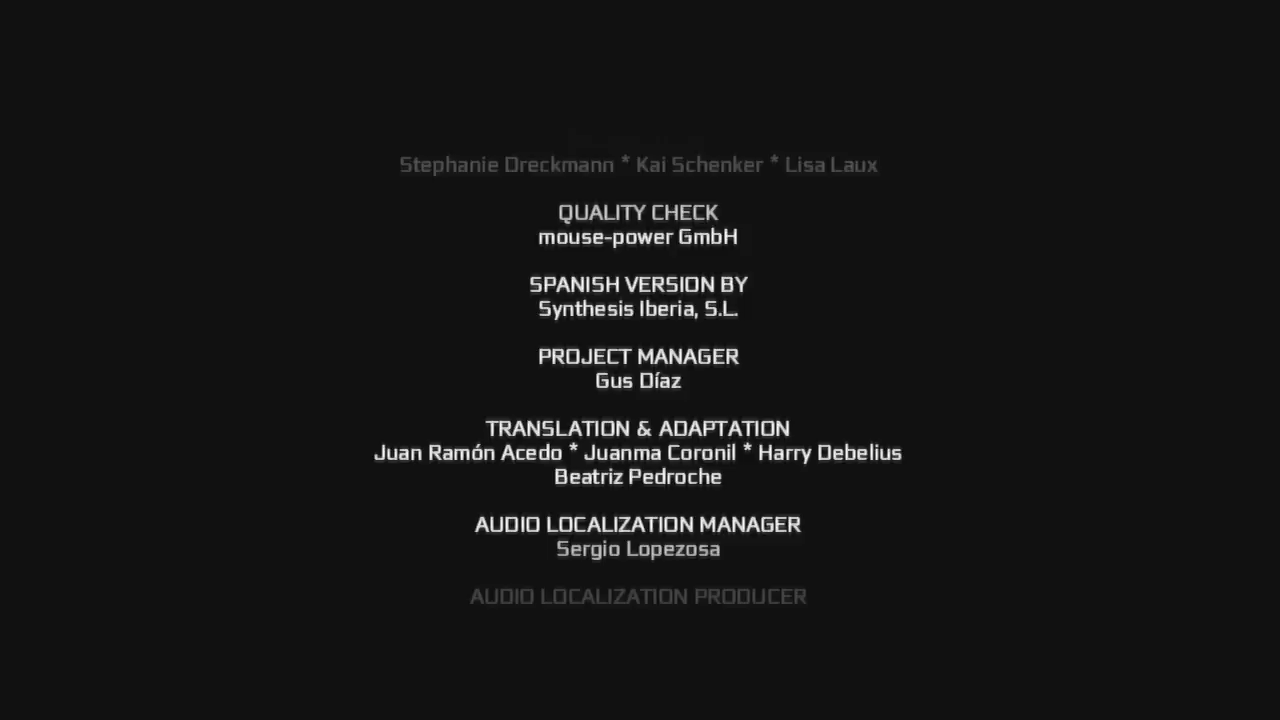 Stephanie Dreckmann * Kai Schenker * Lisa Laux
QUALITY CHECK
mouse-power GmbH
SPANISH VERSION BY
Synthesis Iberia, S.L.
PROJECT MANAGER
Gus Díaz
TRANSLATION & ADAPTATION
Juan Ramón Acedo * Juanma Coronil * Harry Debelius
Beatriz Pedroche
AUDIO LOCALIZATION MANAGER
Sergio Lopezosa
AUDIO LOCALIZATION PRODUCER